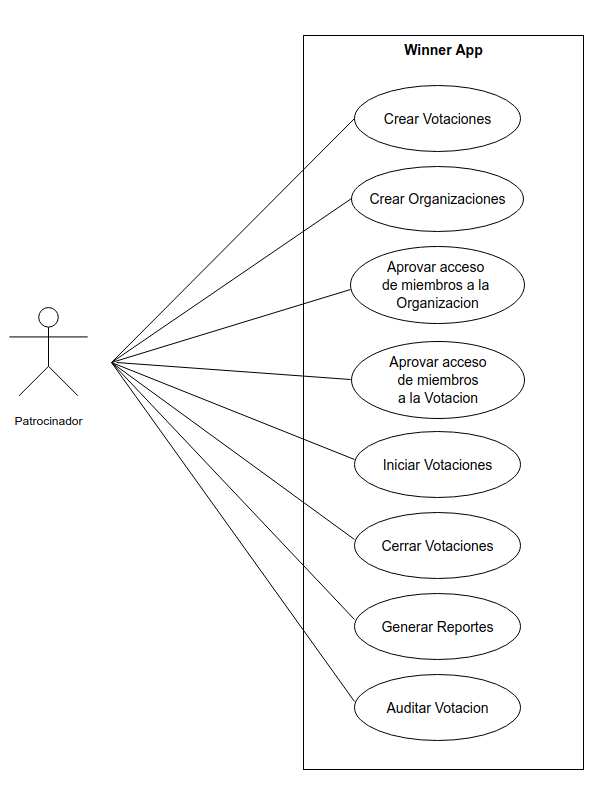 Winner App
Crear Votaciones
Crear Organizaciones
Aprovar acceso
de miembros a la
Organizacion
Aprovar acceso
de miembros
a la Votacion
Patrocinador
Iniciar Votaciones
Cerrar Votaciones
Generar Reportes
Auditar Votacion